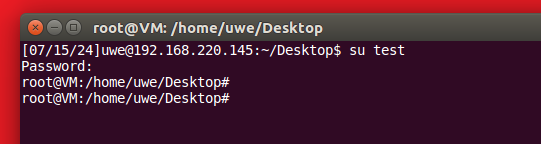 root@VM: /home/uwe/Desktop
[07/15/24]uwe@192.168.220.145:~/Desktop$ su test
Password:
root@VM:/home/uwe/Desktop#
root@VM:/home/uwe/Desktop#